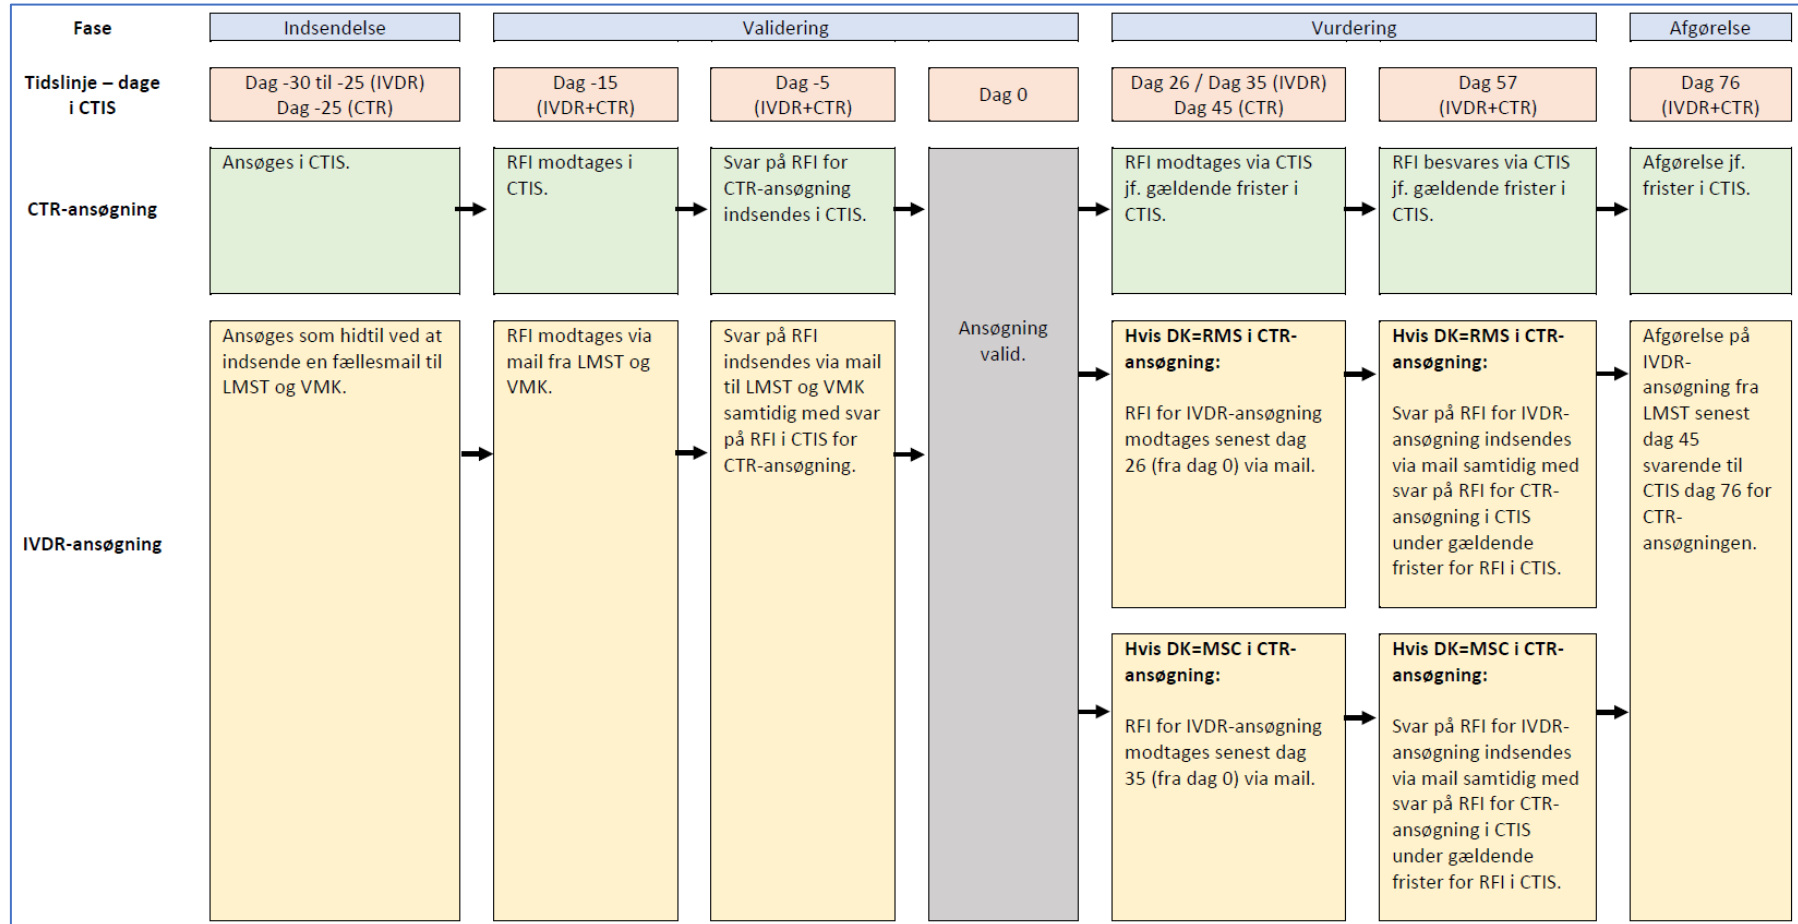 Fase
Indsendelse
Validering
Vurdering
Afgørelse
Tidslinje – dage
i CTIS
Dag -30 til -25 (IVDR)
Dag -25 (CTR)
Dag -15
(IVDR+CTR)
Dag -5
(IVDR+CTR)
Dag 0
Dag 26 / Dag 35 (IVDR)
Dag 45 (CTR)
Dag 57
(IVDR+CTR)
Dag 76
(IVDR+CTR)
CTR-ansøgning
Ansøges i CTIS.
RFI modtages i
CTIS.
Svar på RFI for
CTR-ansøgning
indsendes i CTIS.
Ansøgning
valid.
RFI modtages via CTIS
jf. gældende frister i
CTIS.
RFI besvares via CTIS
jf. gældende frister i
CTIS.
Afgørelse jf.
frister i CTIS.
IVDR-ansøgning
Ansøges som hidtil ved at
indsende en fællesmail til
LMST og VMK.
RFI modtages via
mail fra LMST og
VMK.
Svar på RFI
indsendes via mail
til LMST og VMK
samtidig med svar
på RFI i CTIS for
CTR-ansøgning.
Hvis DK=RMS i CTR-
ansøgning:
RFI for IVDR-ansøgning
modtages senest dag
26 (fra dag 0) via mail.
Hvis DK=RMS i CTR-
ansøgning:
Svar på RFI for IVDR-
ansøgning indsendes
via mail samtidig med
svar på RFI for CTR-
ansøgning i CTIS
under gældende
frister for RFI i CTIS.
Afgørelse på
IVDR-
ansøgning fra
LMST senest
dag 45
svarende til
CTIS dag 76 for
CTR-
ansøgningen.
Hvis DK=MSC i CTR-
ansøgning:
RFI for IVDR-ansøgning
modtages senest dag
35 (fra dag 0) via mail.
Hvis DK=MSC i CTR-
ansøgning:
Svar på RFI for IVDR-
ansøgning indsendes
via mail samtidig med
svar på RFI for CTR-
ansøgning i CTIS
under gældende
frister for RFI i CTIS.